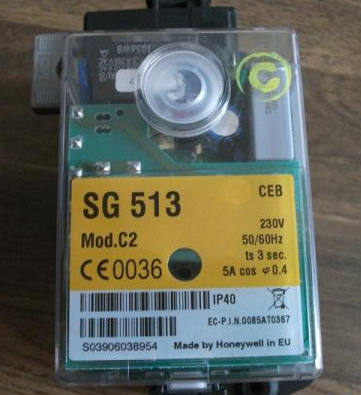 1056W8
CEB
SG 513
230V
Mod.C2
50/60Hz
ts 3 sec.
CE0036
5A cos φ 0.4
IP40
EC-P.I.N.0085AT0367
S03906038954
Made by Honeywell in EU